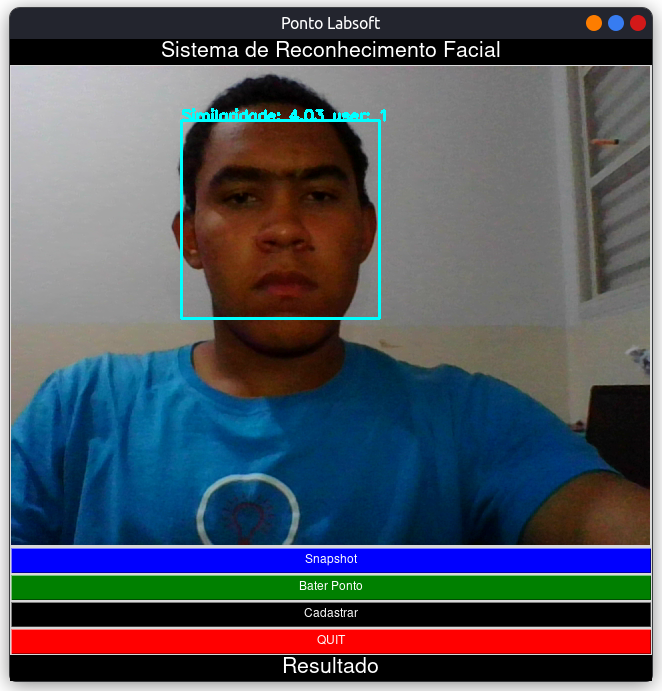 Ponto Labsoft
Sistema de Reconhecimento Facial
Similaridade: 4.03 user: 1
Snapshot
Bater Ponto
Cadastrar
QUIT
Resultado